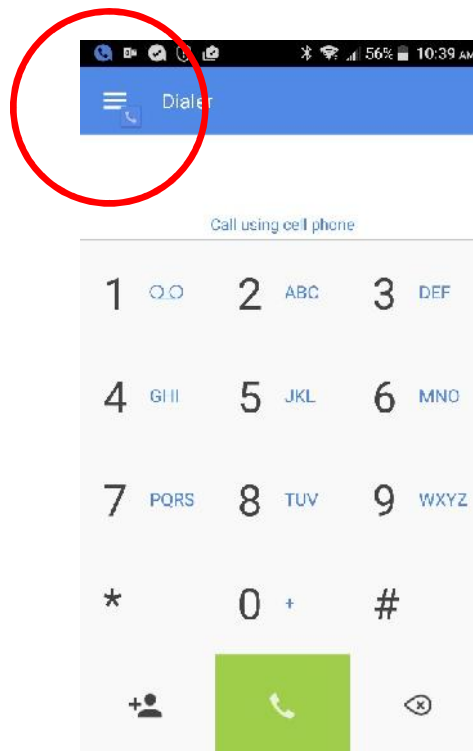 56% 10:39 AM
Dialer
Call using cell phone
1 2 ABC 3 DEF
4 GHI 5 JKL 6 MNO
7 PQRS 8 TUV 9 WXYZ
* 0 + #